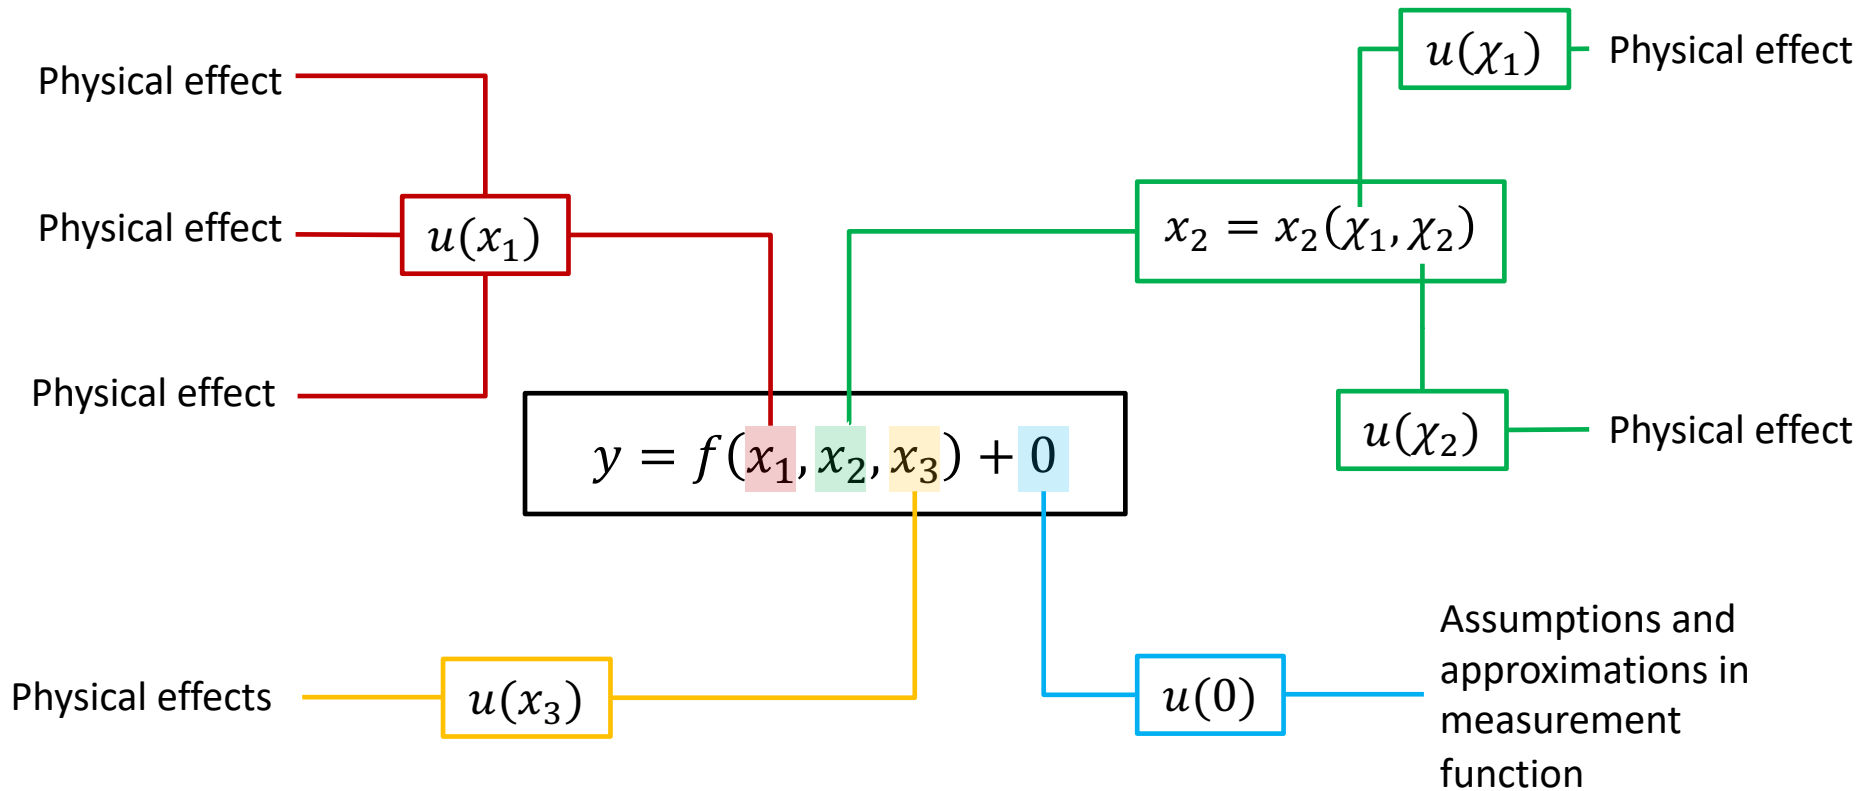 Physical effect
Physical effect
Physical effect
u(x₁)
u(χ₁)
Physical effect
x₂ = x₂(χ₁, χ₂)
u(χ₂)
Physical effect
y = f(x₁, x₂, x₃) + 0
Physical effects
u(x₃)
u(0)
Assumptions and
approximations in
measurement
function